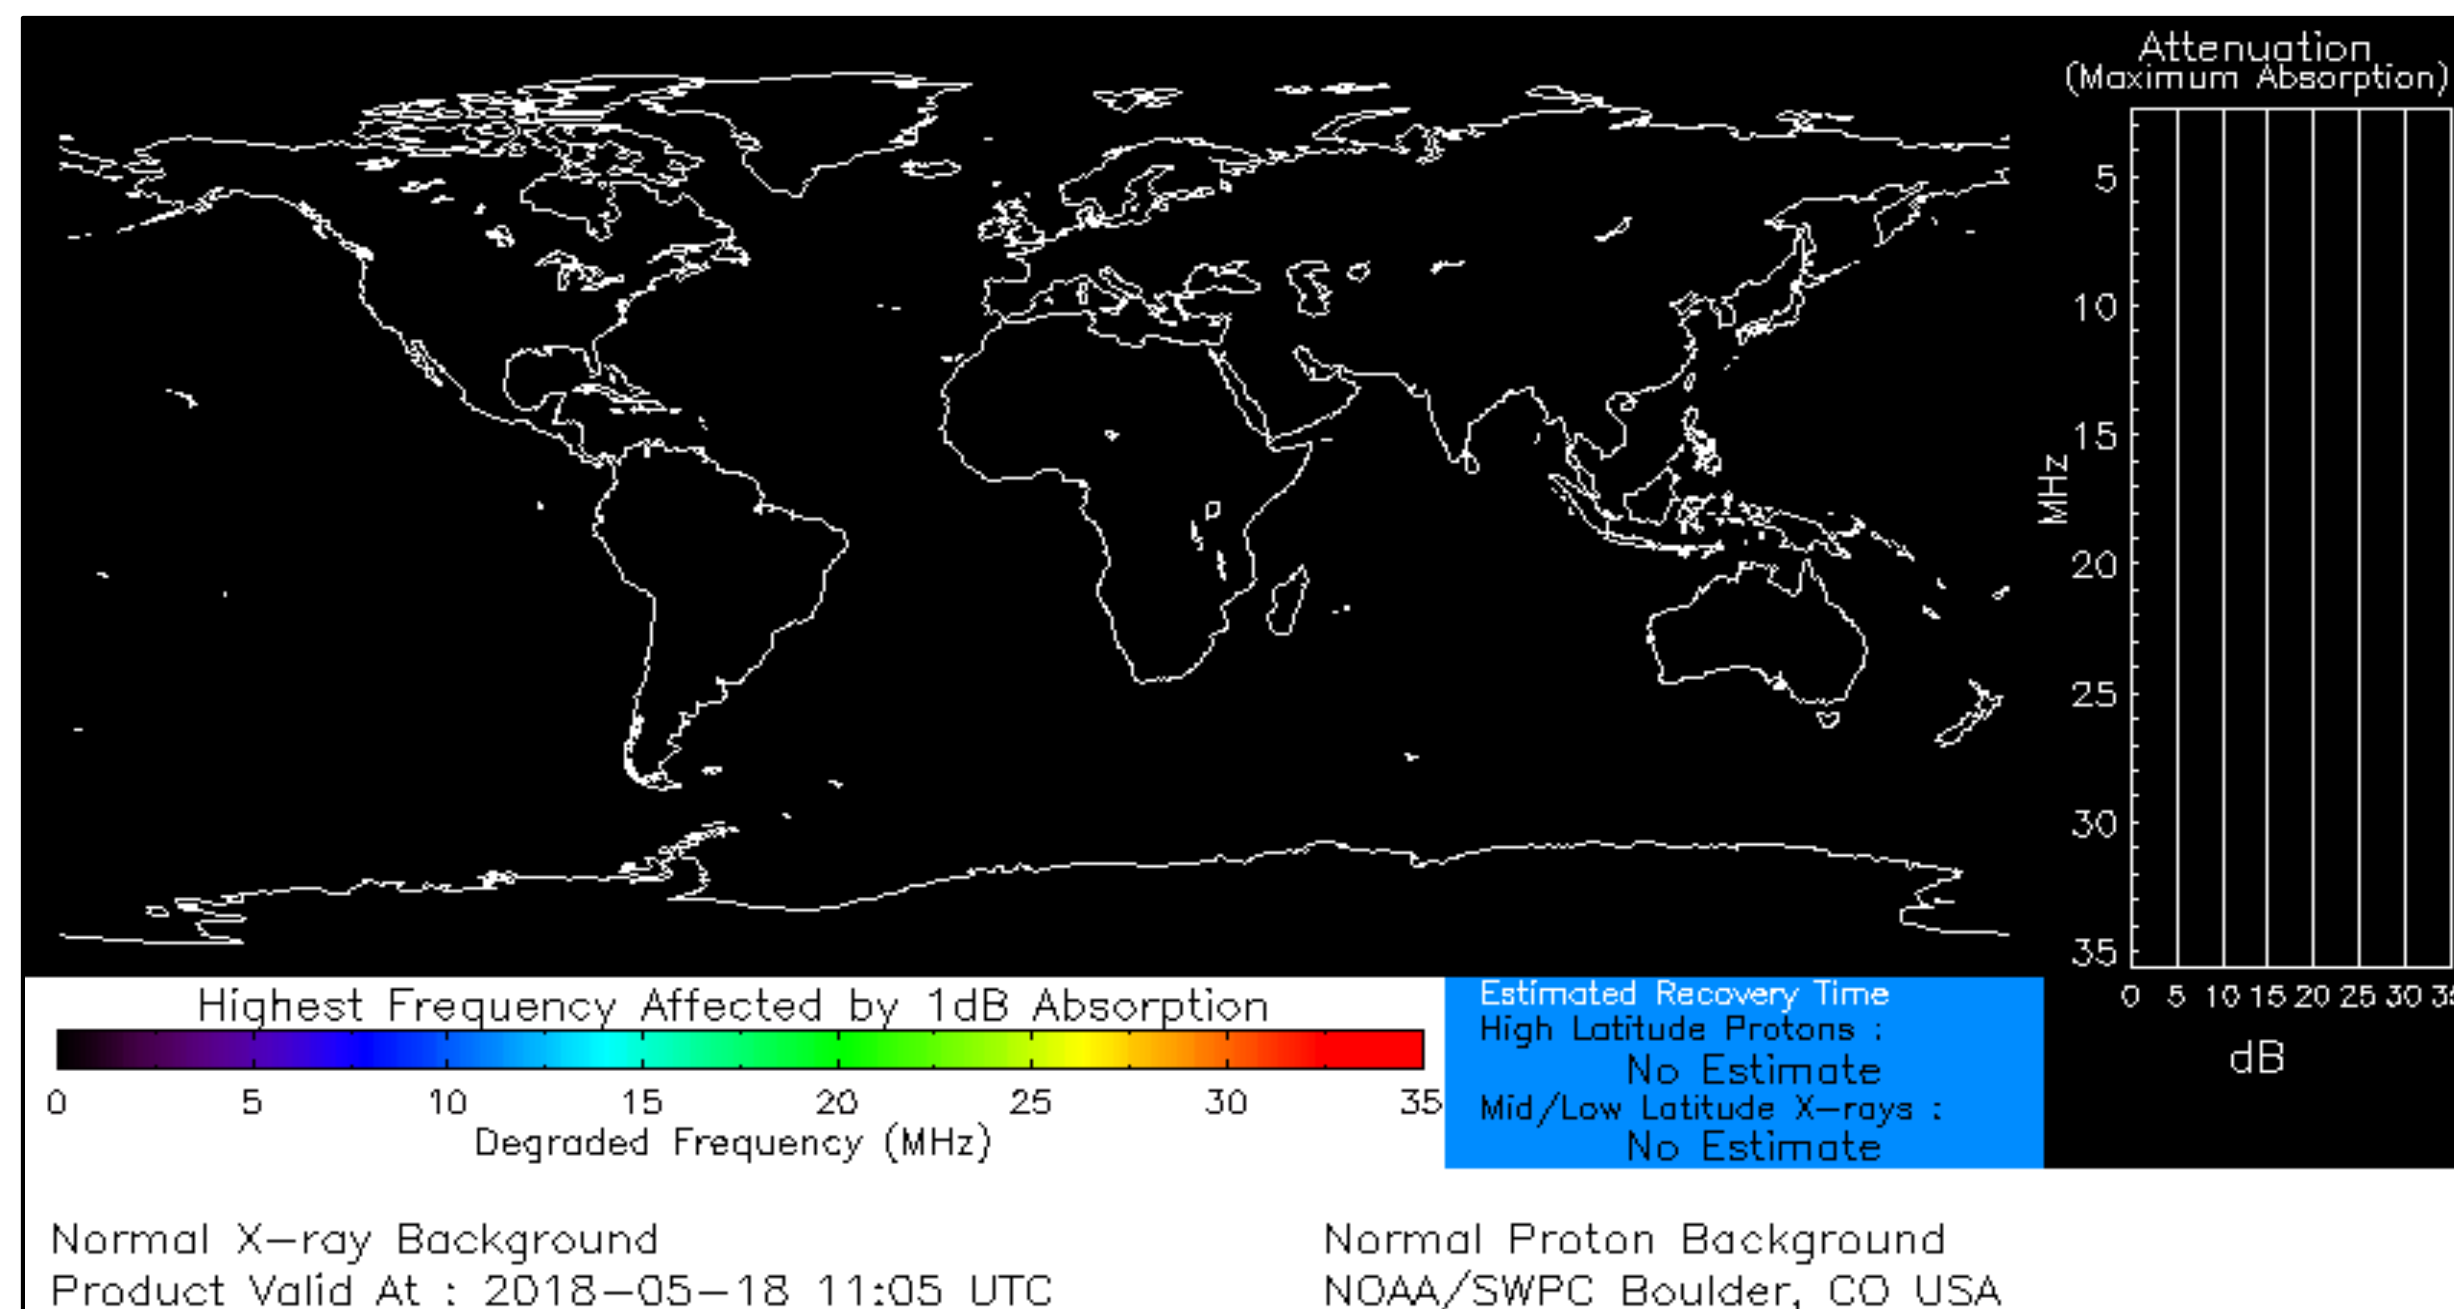 Attenuation
(Maximum Absorption)
5
10
15
20
25
30
35
MHz
0 5 10 15 20 25 30
dB
Highest Frequency Affected by 1dB Absorption
0 5 10 15 20 25 30 35
Degraded Frequency (MHz)
Estimated Recovery Time
High Latitude Protons :
No Estimate
Mid/Low Latitude X-rays :
No Estimate
Normal X-ray Background
Product Valid At : 2018-05-18 11:05 UTC
Normal Proton Background
NOAA/SWPC Boulder, CO USA